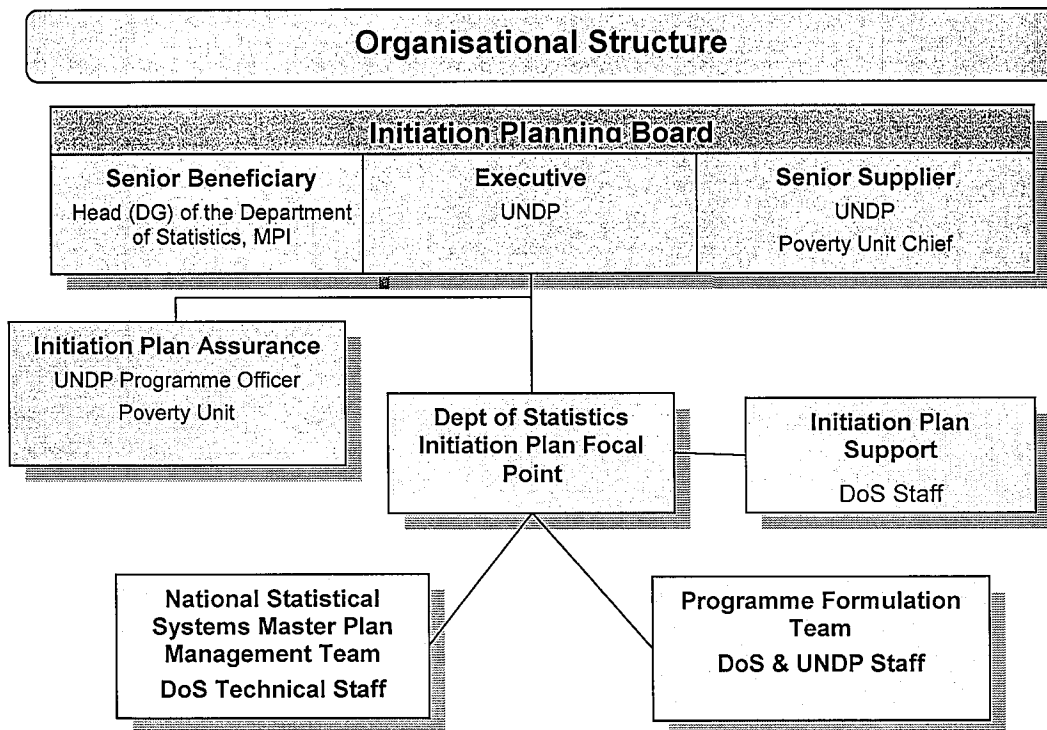 Organisational Structure
Initiation Planning Board
Senior Beneficiary
Head (DG) of the Department
of Statistics, MPI
Executive
UNDP
Senior Supplier
UNDP
Poverty Unit Chief
Initiation Plan Assurance
UNDP Programme Officer
Poverty Unit
Dept of Statistics
Initiation Plan Focal
Point
Initiation Plan
Support
DoS Staff
National Statistical
Systems Master Plan
Management Team
DoS Technical Staff
Programme Formulation
Team
DoS & UNDP Staff